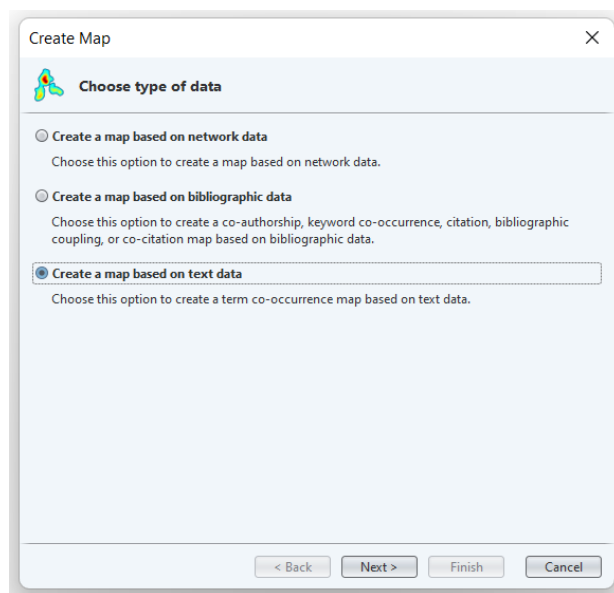 Create Map
Choose type of data
Create a map based on network data
Choose this option to create a map based on network data.
Create a map based on bibliographic data
Choose this option to create a co-authorship, keyword co-occurrence, citation, bibliographic
coupling, or co-citation map based on bibliographic data.
Create a map based on text data
Choose this option to create a term co-occurrence map based on text data.
< Back Next > Finish Cancel